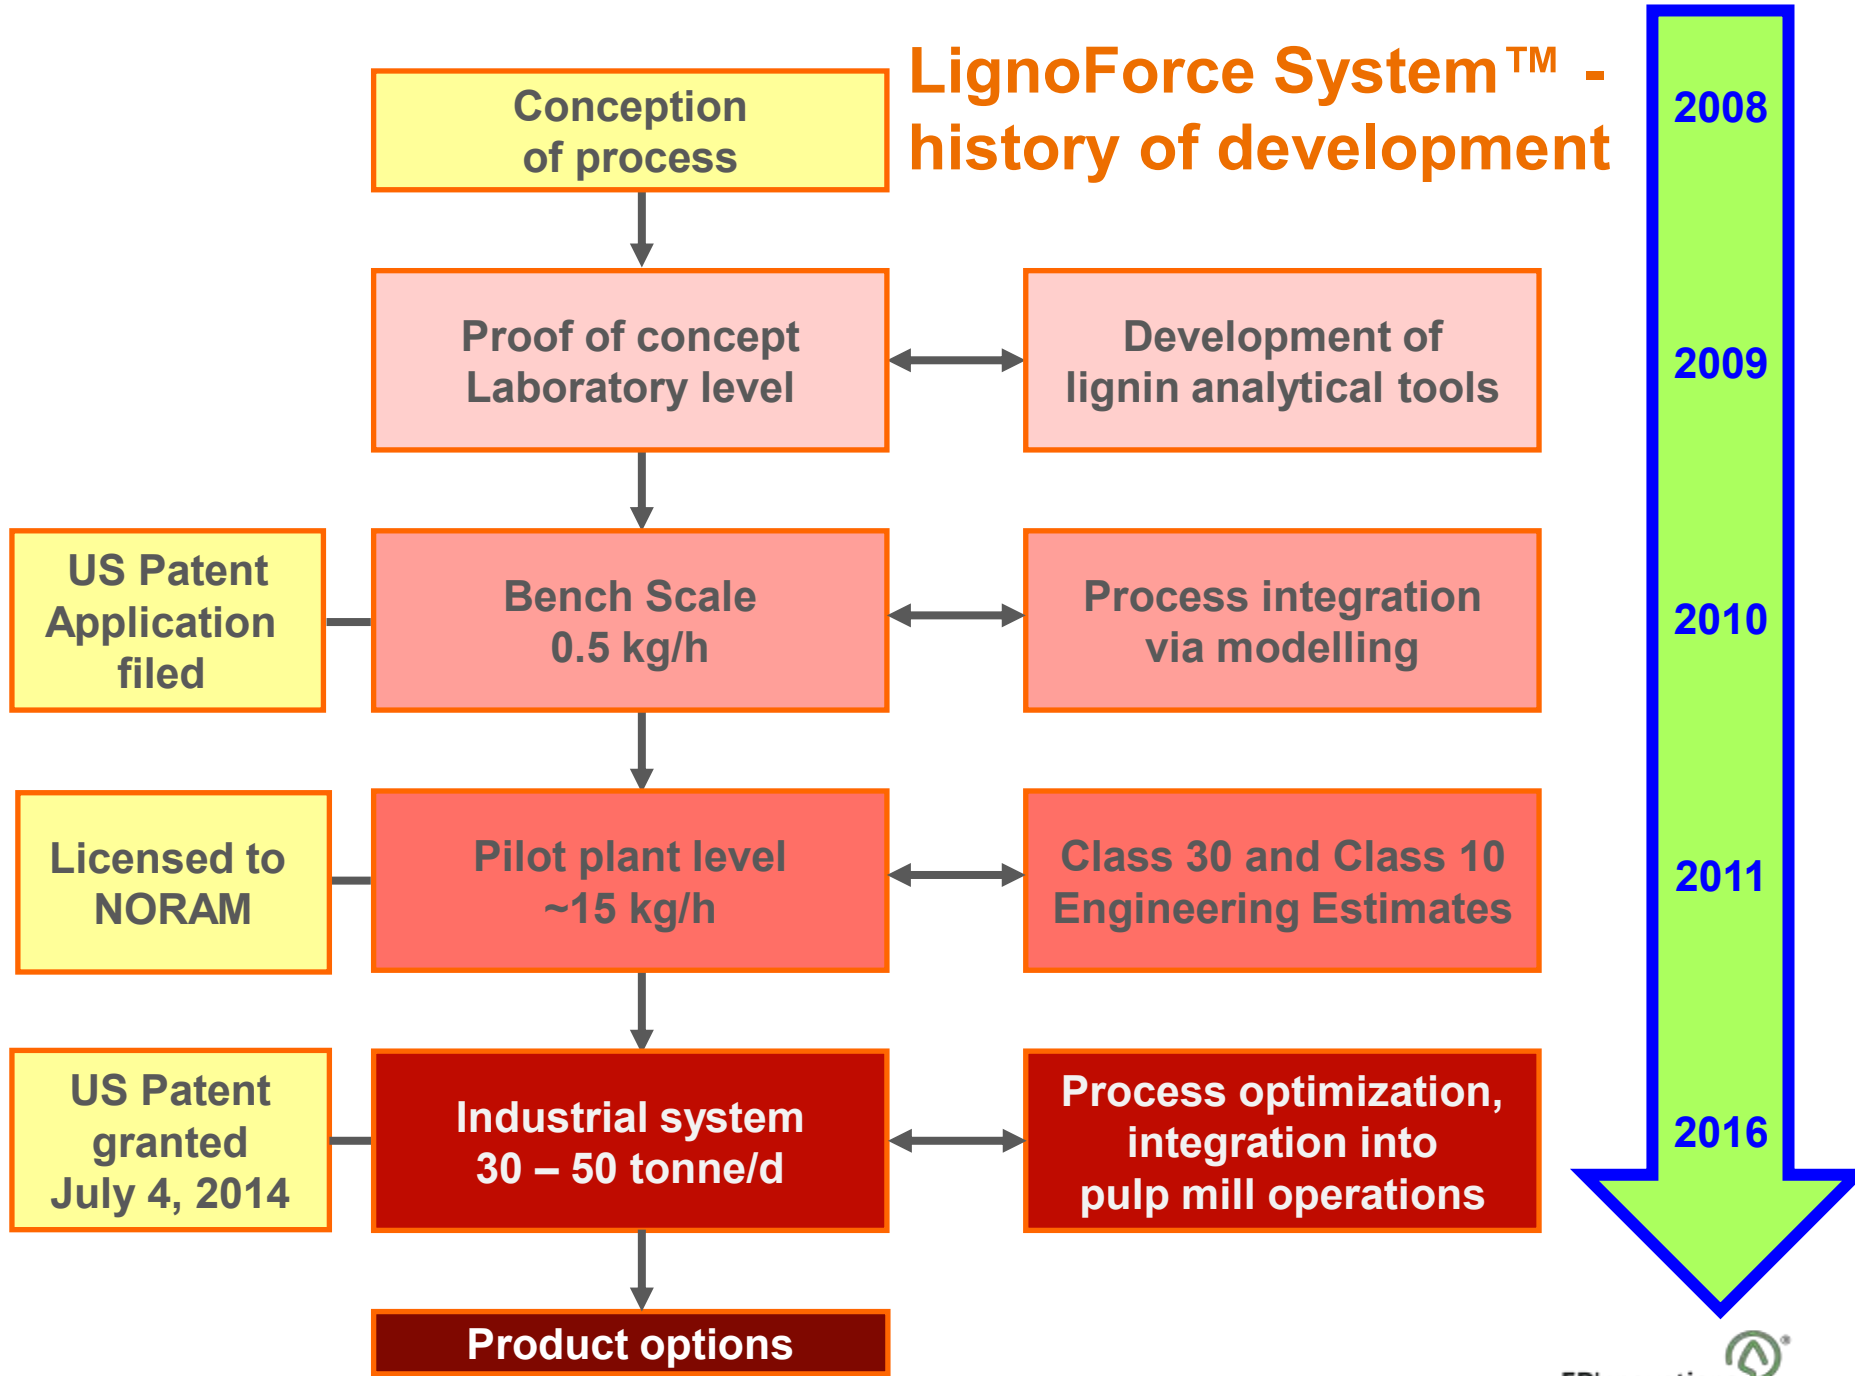 LignoForce System™ -
history of development
Conception
of process
2008
Proof of concept
Laboratory level
Development of
lignin analytical tools
2009
US Patent
Application
filed
Bench Scale
0.5 kg/h
Process integration
via modelling
2010
Licensed to
NORAM
Pilot plant level
~15 kg/h
Class 30 and Class 10
Engineering Estimates
2011
US Patent
granted
July 4, 2014
Industrial system
30 – 50 tonne/d
Process optimization,
integration into
pulp mill operations
2016
Product options